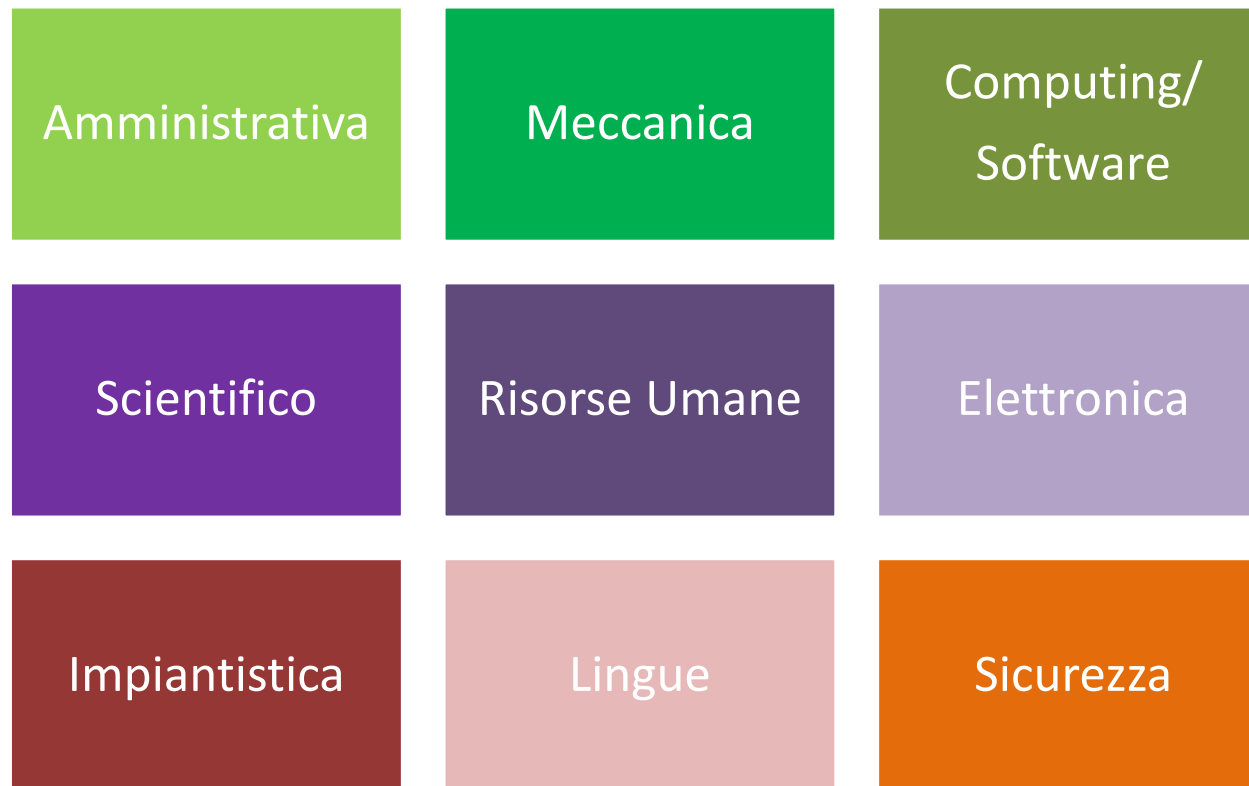 Amministrativa
Meccanica
Computing/
Software
Scientifico
Risorse Umane
Elettronica
Impiantistica
Lingue
Sicurezza